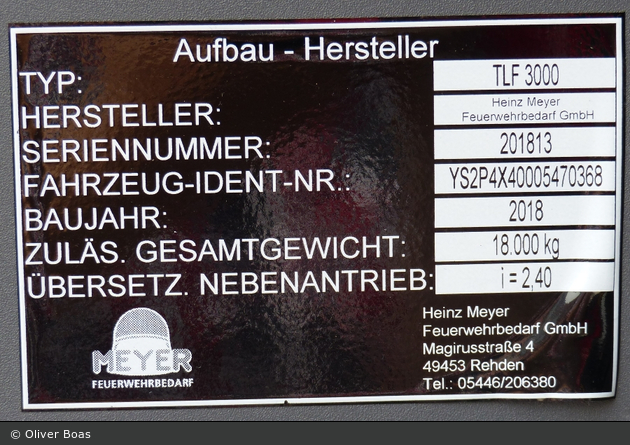 Aufbau - Hersteller
TYP: TLF 3000
HERSTELLER: Heinz Meyer
Feuerwehrbedarf GmbH
SERIENNUMMER: 201813
FAHRZEUG-IDENT-NR.: YS2P4X40005470368
BAUJAHR: 2018
ZULÄS. GESAMTGEWICHT: 18.000 kg
ÜBERSETZ. NEBENANTRIEB: i = 2,40
MEYER
FEUERWEHRBEDARF
Heinz Meyer
Feuerwehrbedarf GmbH
Magirusstraße 4
49453 Rehden
Tel.: 05446/206380
© Oliver Boas